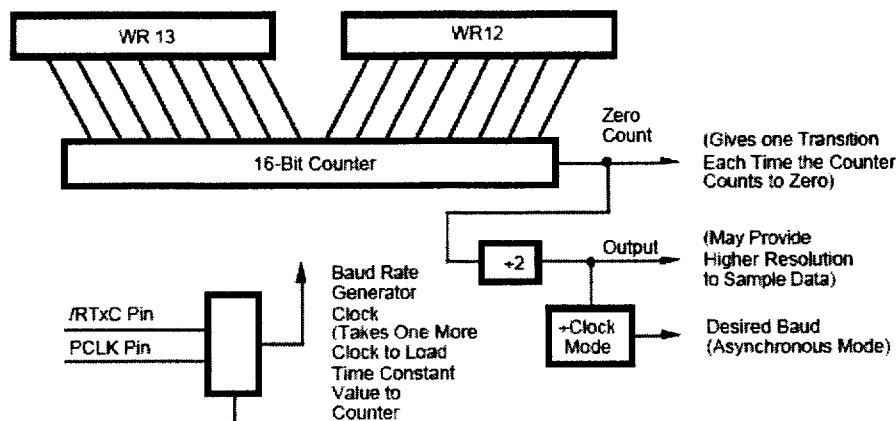 WR 13
WR12
16-Bit Counter
Zero
Count
(Gives one Transition
Each Time the Counter
Counts to Zero)
÷2
Output
(May Provide
Higher Resolution
to Sample Data)
÷Clock
Mode
Desired Baud
(Asynchronous Mode)
/RTxC Pin
PCLK Pin
Baud Rate
Generator
Clock
(Takes One More
Clock to Load
Time Constant
Value to
Counter